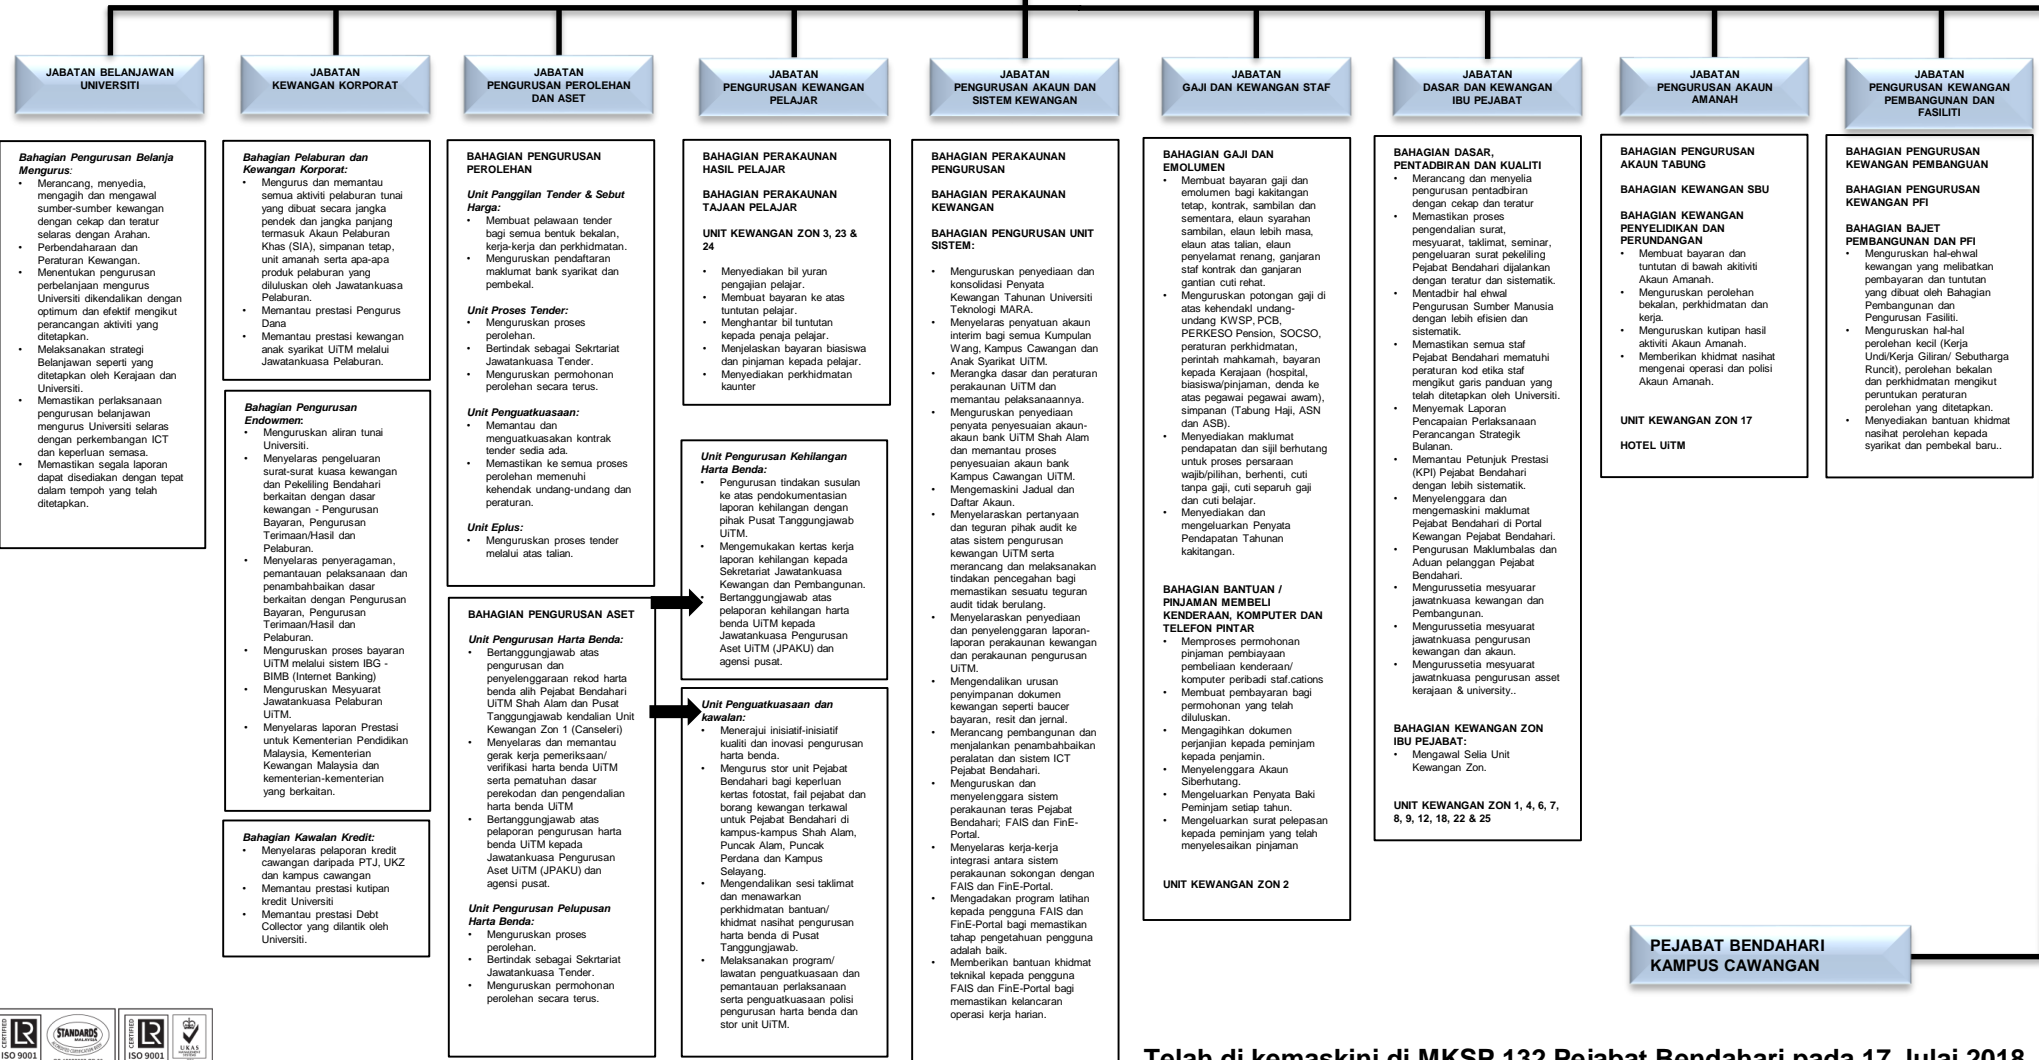 JABATAN BELANJAWAN
UNIVERSITI
JABATAN
KEWANGAN KORPORAT
JABATAN
PENGURUSAN PEROLEHAN
DAN ASET
JABATAN
PENGURUSAN KEWANGAN
PELAJAR
JABATAN
PENGURUSAN AKAUN DAN
SISTEM KEWANGAN
JABATAN
GAJI DAN KEWANGAN STAF
JABATAN
DASAR DAN KEWANGAN
IBU PEJABAT
JABATAN
PENGURUSAN AKAUN
AMANAH
JABATAN
PENGURUSAN KEWANGAN
PEMBANGUNAN DAN
FASILITI
Bahagian Pengurusan Belanja
Mengurus:
• Merancang, menyedia,
mengagih dan mengawal
sumber-sumber kewangan
dengan cekap dan teratur
selaras dengan Arahan.
• Perbendaharaan dan
Peraturan Kewangan.
• Menentukan pengurusan
perbelanjaan mengurus
Universiti dikendalikan dengan
optimum dan efektif mengikut
perancangan aktiviti yang
ditetapkan.
• Melaksanakan strategi
Belanjawan seperti yang
ditetapkan oleh Kerajaan dan
Universiti.
• Memastikan perlaksanaan
pengurusan belanjawan
mengurus Universiti selaras
dengan perkembangan ICT
dan keperluan semasa.
• Memastikan segala laporan
dapat disediakan dengan tepat
dalam tempoh yang telah
ditetapkan.
Bahagian Pelaburan dan
Kewangan Korporat:
• Mengurus dan memantau
semua aktiviti pelaburan tunai
yang dibuat secara jangka
pendek dan jangka panjang
termasuk Akaun Pelaburan
Khas (SIA), simpanan tetap,
unit amanah serta apa-apa
produk pelaburan yang
diluluskan oleh Jawatankuasa
Pelaburan.
• Memantau prestasi Pengurus
Dana
• Memantau prestasi kewangan
anak syarikat UiTM melalui
Jawatankuasa Pelaburan.
Bahagian Pengurusan
Endowmen:
• Menguruskan aliran tunai
Universiti.
• Menyelaras pengeluaran
surat-surat kuasa kewangan
dan Pekeliling Bendahari
berkaitan dengan dasar
kewangan - Pengurusan
Bayaran, Pengurusan
Terimaan/Hasil dan
Pelaburan.
• Menyelaras penyeragaman,
pemantauan pelaksanaan dan
penambahbaikan dasar
berkaitan dengan Pengurusan
Bayaran, Pengurusan
Terimaan/Hasil dan
Pelaburan.
• Menguruskan proses bayaran
UiTM melalui sistem IBG -
BIMB (Internet Banking)
• Menguruskan Mesyuarat
Jawatankuasa Pelaburan
UiTM.
• Menyelaras laporan Prestasi
untuk Kementerian Pendidikan
Malaysia, Kementerian
Kewangan Malaysia dan
kementerian-kementerian
yang berkaitan.
Bahagian Kawalan Kredit:
• Menyelaras pelaporan kredit
cawangan daripada PTJ, UKZ
dan kampus cawangan
• Memantau prestasi kutipan
kredit Universiti
• Memantau prestasi Debt
Collector yang dilantik oleh
Universiti.
BAHAGIAN PENGURUSAN
PEROLEHAN
Unit Panggilan Tender & Sebut
Harga:
• Membuat pelawaan tender
bagi semua bentuk bekalan,
kerja-kerja dan perkhidmatan.
• Menguruskan pendaftaran
maklumat bank syarikat dan
pembekal.
Unit Proses Tender:
• Menguruskan proses
perolehan.
• Bertindak sebagai Sekrtariat
Jawatankuasa Tender.
• Menguruskan permohonan
perolehan secara terus.
Unit Penguatkuasaan:
• Memantau dan
menguatkuasakan kontrak
tender sedia ada.
• Memastikan ke semua proses
perolehan memenuhi
kehendak undang-undang dan
peraturan.
Unit Eplus:
• Menguruskan proses tender
melalui atas talian.
BAHAGIAN PENGURUSAN ASET
Unit Pengurusan Harta Benda:
• Bertanggungjawab atas
pengurusan dan
penyelenggaraan rekod harta
benda alih Pejabat Bendahari
UiTM Shah Alam dan Pusat
Tanggungjawab kendalian Unit
Kewangan Zon 1 (Canseleri)
• Menyelaras dan memantau
gerak kerja pemeriksaan/
verifikasi harta benda UiTM
serta pematuhan dasar
perekodan dan pengendalian
harta benda UiTM
• Bertanggungjawab atas
pelaporan pengurusan harta
benda UiTM kepada
Jawatankuasa Pengurusan
Aset UiTM (JPAKU) dan
agensi pusat.
Unit Pengurusan Pelupusan
Harta Benda:
• Menguruskan proses
perolehan.
• Bertindak sebagai Sekrtariat
Jawatankuasa Tender.
• Menguruskan permohonan
perolehan secara terus.
BAHAGIAN PERAKAUNAN
HASIL PELAJAR
BAHAGIAN PERAKAUNAN
TAJAAN PELAJAR
UNIT KEWANGAN ZON 3, 23 &
24
• Menyediakan bil yuran
pengajian pelajar.
• Membuat bayaran ke atas
tuntutan pelajar.
• Menghantar bil tuntutan
kepada penaja pelajar.
• Menjelaskan bayaran biasiswa
dan pinjaman kepada pelajar.
• Menyediakan perkhidmatan
kaunter
Unit Pengurusan Kehilangan
Harta Benda:
• Pengurusan tindakan susulan
ke atas pendokumentasian
laporan kehilangan dengan
pihak Pusat Tanggungjawab
UiTM.
• Mengemukakan kertas kerja
laporan kehilangan kepada
Sekretariat Jawatankuasa
Kewangan dan Pembangunan.
• Bertanggungjawab atas
pelaporan kehilangan harta
benda UiTM kepada
Jawatankuasa Pengurusan
Aset UiTM (JPAKU) dan
agensi pusat.
Unit Penguatkuasaan dan
kawalan:
• Menerajui inisiatif-inisiatif
kualiti dan inovasi pengurusan
harta benda.
• Mengurus stor unit Pejabat
Bendahari bagi keperluan
kertas fotostat, fail pejabat dan
borang kewangan terkawal
untuk Pejabat Bendahari di
kampus-kampus Shah Alam,
Puncak Alam, Puncak
Perdana dan Kampus
Selayang.
• Mengendalikan sesi taklimat
dan menawarkan
perkhidmatan bantuan/
khidmat nasihat pengurusan
harta benda di Pusat
Tanggungjawab.
• Melaksanakan program/
lawatan penguatkuasaan dan
pemantauan perlaksanaan
serta penguatkuasaan polisi
pengurusan harta benda dan
stor unit UiTM.
BAHAGIAN PERAKAUNAN
PENGURUSAN
BAHAGIAN PERAKAUNAN
KEWANGAN
BAHAGIAN PENGURUSAN UNIT
SISTEM:
• Menguruskan penyediaan dan
konsolidasi Penyata
Kewangan Tahunan Universiti
Teknologi MARA.
• Menyelaras penyatuan akaun
interim bagi semua Kumpulan
Wang, Kampus Cawangan dan
Anak Syarikat UiTM.
• Merangka dasar dan peraturan
perakaunan UiTM dan
memantau pelaksanaannya.
• Menguruskan penyediaan
penyata penyesuaian akaun-
akaun bank UiTM Shah Alam
dan memantau proses
penyesuaian akaun bank
Kampus Cawangan UiTM.
• Mengemaskini Jadual dan
Daftar Akaun.
• Menyelaraskan pertanyaan
dan teguran pihak audit ke
atas sistem pengurusan
kewangan UiTM serta
merancang dan melaksanakan
tindakan pencegahan bagi
memastikan sesuatu teguran
audit tidak berulang.
• Menyelaraskan penyediaan
dan penyelenggaran laporan-
laporan perakaunan kewangan
dan perakaunan pengurusan
UiTM.
• Mengendalikan urusan
penyimpanan dokumen
kewangan seperti baucer
bayaran, resit dan jernal.
• Merancang pembangunan dan
menjalankan penambahbaikan
peralatan dan sistem ICT
Pejabat Bendahari.
• Menguruskan dan
menyelenggara sistem
perakaunan teras Pejabat
Bendahari; FAIS dan FinE-
Portal.
• Menyelaras kerja-kerja
integrasi antara sistem
perakaunan sokongan dengan
FAIS dan FinE-Portal.
• Mengadakan program latihan
kepada pengguna FAIS dan
FinE-Portal bagi memastikan
tahap pengetahuan pengguna
adalah baik.
• Memberikan bantuan khidmat
teknikal kepada pengguna
FAIS dan FinE-Portal bagi
memastikan kelancaran
operasi kerja harian.
BAHAGIAN GAJI DAN
EMOLUMEN
• Membuat bayaran gaji dan
emolumen bagi kakitangan
tetap, kontrak, sambilan dan
sementara, elaun syarahan
sambilan, elaun lebih masa,
elaun atas talian, elaun
penyelamat renang, ganjaran
staf kontrak dan ganjaran
gantian cuti rehat.
• Menguruskan potongan gaji di
atas kehendakl undang-
undang KWSP, PCB,
PERKESO Pension, SOCSO,
peraturan perkhidmatan,
perintah mahkamah, bayaran
kepada Kerajaan (hospital,
biasiswa/pinjaman, denda ke
atas pegawai pegawai awam),
simpanan (Tabung Haji, ASN
dan ASB).
• Menyediakan maklumat
pendapatan dan sijil berhutang
untuk proses persaraan
wajib/pilihan, berhenti, cuti
tanpa gaji, cuti separuh gaji
dan cuti belajar.
• Menyediakan dan
mengeluarkan Penyata
Pendapatan Tahunan
kakitangan.
BAHAGIAN BANTUAN /
PINJAMAN MEMBELI
KENDERAAN, KOMPUTER DAN
TELEFON PINTAR
• Memproses permohonan
pinjaman pembiayaan
pembeliaan kenderaan/
komputer peribadi staf.cations
• Membuat pembayaran bagi
permohonan yang telah
diluluskan.
• Mengagihkan dokumen
perjanjian kepada peminjam
kepada penjamin.
• Menyelenggara Akaun
Siberhutang.
• Mengeluarkan Penyata Baki
Peminjam setiap tahun.
• Mengeluarkan surat pelepasan
kepada peminjam yang telah
menyelesaikan pinjaman
UNIT KEWANGAN ZON 2
BAHAGIAN DASAR,
PENTADBIRAN DAN KUALITI
• Merancang dan menyelia
pengurusan pentadbiran
dengan cekap dan teratur
• Memastikan proses
pengendalian surat,
mesyuarat, taklimat, seminar,
pengeluaran surat pekeliling
Pejabat Bendahari dijalankan
dengan teratur dan sistematik.
• Mentadbir hal ehwal
Pengurusan Sumber Manusia
dengan lebih efisien dan
sistematik.
• Memastikan semua staf
Pejabat Bendahari mematuhi
peraturan kod etika staf
mengikut garis panduan yang
telah ditetapkan oleh Universiti.
• Menyemak Laporan
Pencapaian Perlaksanaan
Perancangan Strategik
Bulanan.
• Memantau Petunjuk Prestasi
(KPI) Pejabat Bendahari
dengan lebih sistematik.
• Menyelenggara dan
mengemaskini maklumat
Pejabat Bendahari di Portal
Kewangan Pejabat Bendahari.
• Pengurusan Maklumbalas dan
Aduan pelanggan Pejabat
Bendahari.
• Mengurussetia mesyuarar
jawatnkuasa kewangan dan
Pembangunan.
• Mengurussetia mesyuarat
jawatnkuasa pengurusan
kewangan dan akaun.
• Mengurussetia mesyuarat
jawatnkuasa pengurusan asset
kerajaan & university..
BAHAGIAN KEWANGAN ZON
IBU PEJABAT:
• Mengawal Selia Unit
Kewangan Zon.
UNIT KEWANGAN ZON 1, 4, 6, 7,
8, 9, 12, 18, 22 & 25
BAHAGIAN PENGURUSAN
AKAUN TABUNG
BAHAGIAN KEWANGAN SBU
BAHAGIAN KEWANGAN
PENYELIDIKAN DAN
PERUNDANGAN
• Membuat bayaran dan
tuntutan di bawah akitiviti
Akaun Amanah.
• Menguruskan perolehan
bekalan, perkhidmatan dan
kerja.
• Menguruskan kutipan hasil
aktiviti Akaun Amanah.
• Memberikan khidmat nasihat
mengenai operasi dan polisi
Akaun Amanah.
UNIT KEWANGAN ZON 17
HOTEL UiTM
BAHAGIAN PENGURUSAN
KEWANGAN PEMBANGUAN
BAHAGIAN PENGURUSAN
KEWANGAN PFI
BAHAGIAN BAJET
PEMBANGUNAN DAN PFI
• Menguruskan hal-ehwal
kewangan yang melibatkan
pembayaran dan tuntutan
yang dibuat oleh Bahagian
Pembangunan dan
Pengurusan Fasiliti.
• Menguruskan hal-hal
perolehan kecil (Kerja
Undi/Kerja Giliran/ Sebutharga
Runcit), perolehan bekalan
dan perkhidmatan mengikut
peruntukan peraturan
perolehan yang ditetapkan.
• Menyediakan bantuan khidmat
nasihat perolehan kepada
syarikat dan pembekal baru..
PEJABAT BENDAHARI
KAMPUS CAWANGAN
CERTIFIED
LR
ISO 9001
STANDARDS
MALAYSIA
CERTIFIED
LR
ISO 9001
UKAS
Telah di kemaskini di MKSP 132 Pejabat Bendahari pada 17 Julai 2018